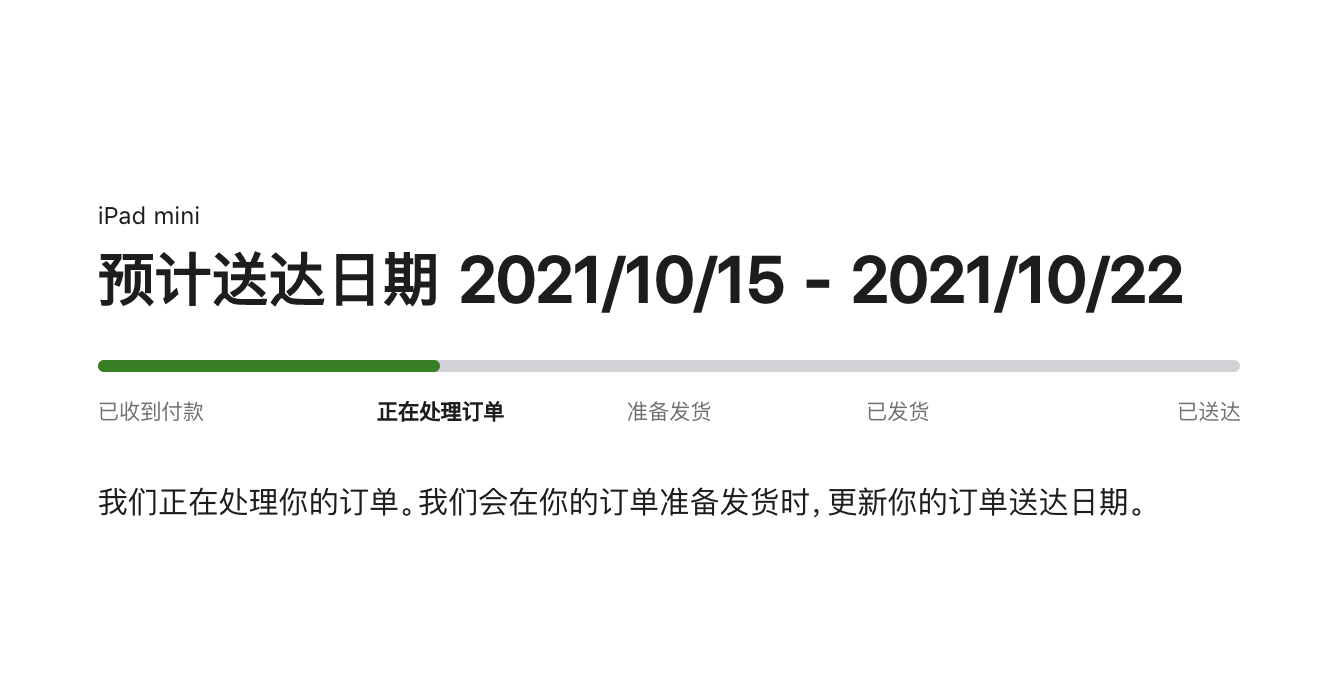 iPad mini
预计送达日期 2021/10/15 - 2021/10/22
已收到付款 正在处理订单 准备发货 已发货 已送达
我们正在处理你的订单。我们会在你的订单准备发货时，更新你的订单送达日期。